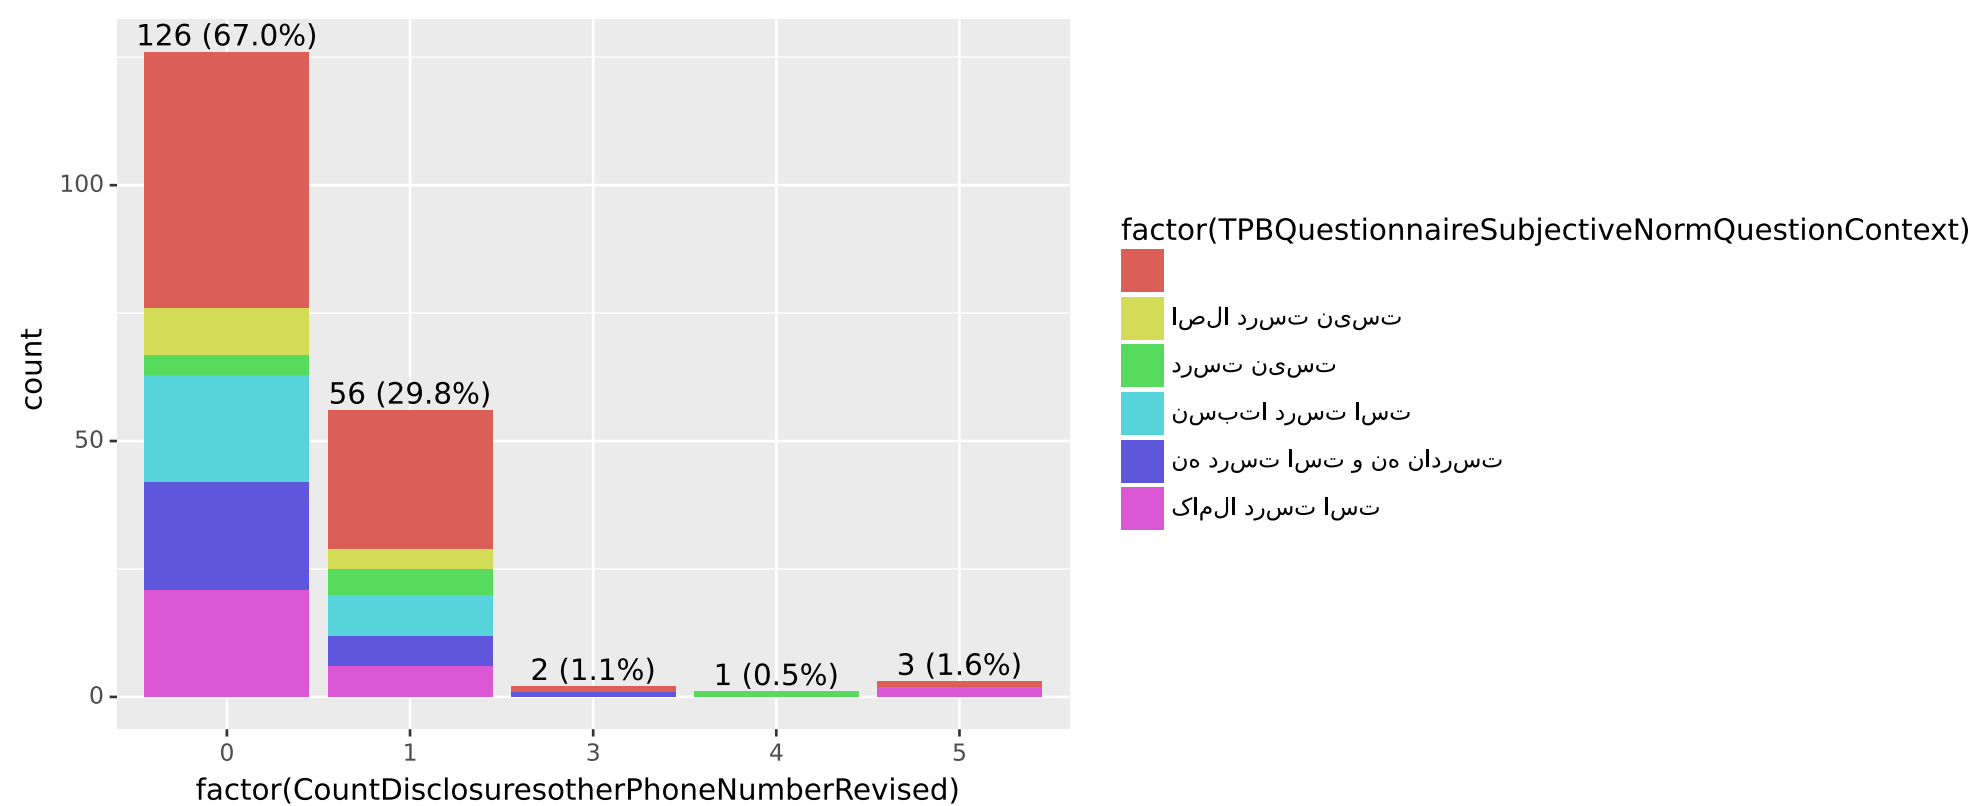 126 (67.0%)
56 (29.8%)
2 (1.1%)
1 (0.5%)
3 (1.6%)
100
50
0
count
0 1 3 4 5
factor(CountDisclosuresotherPhoneNumberRevised)
factor(TPBQuestionnaireSubjectiveNormQuestionContext)
اصلا درست نیست
درست نیست
نسبتا درست است
نه درست است و نه نادرست
کاملا درست است